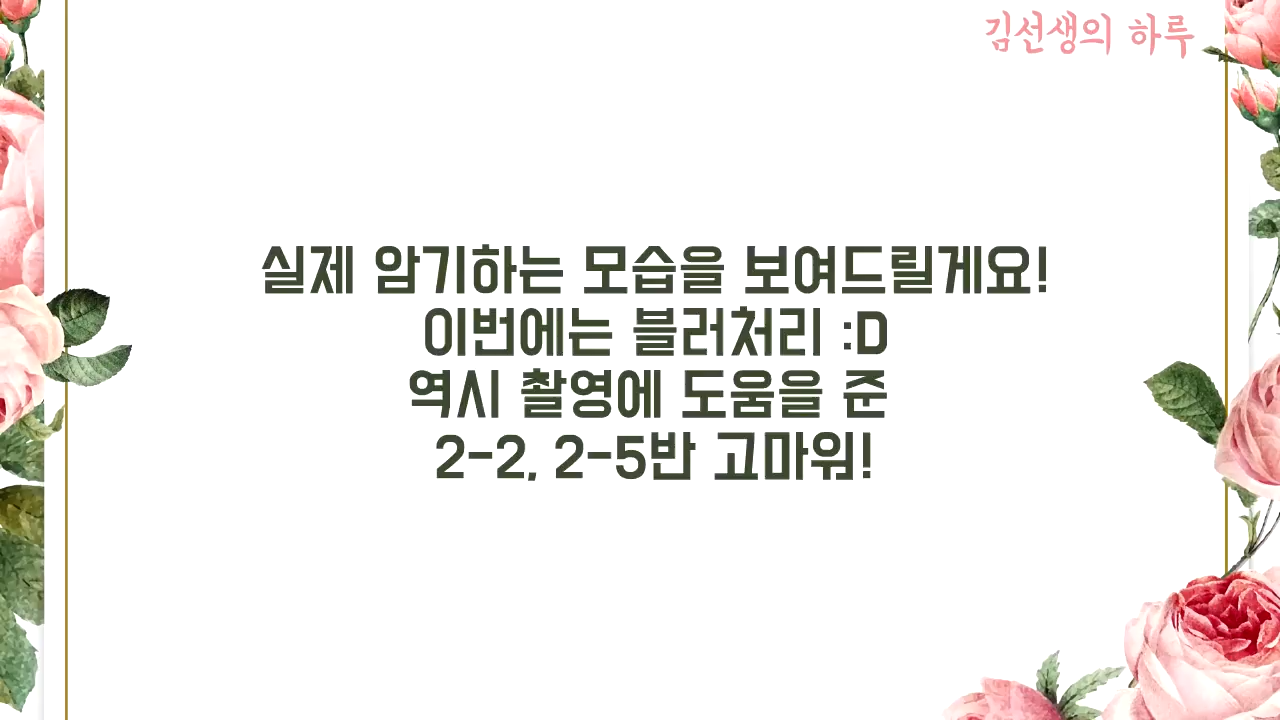 김선생의 하루
실제 암기하는 모습을 보여드릴게요!
이번에는 블러처리 :D
역시 촬영에 도움을 준
2-2, 2-5반 고마워!